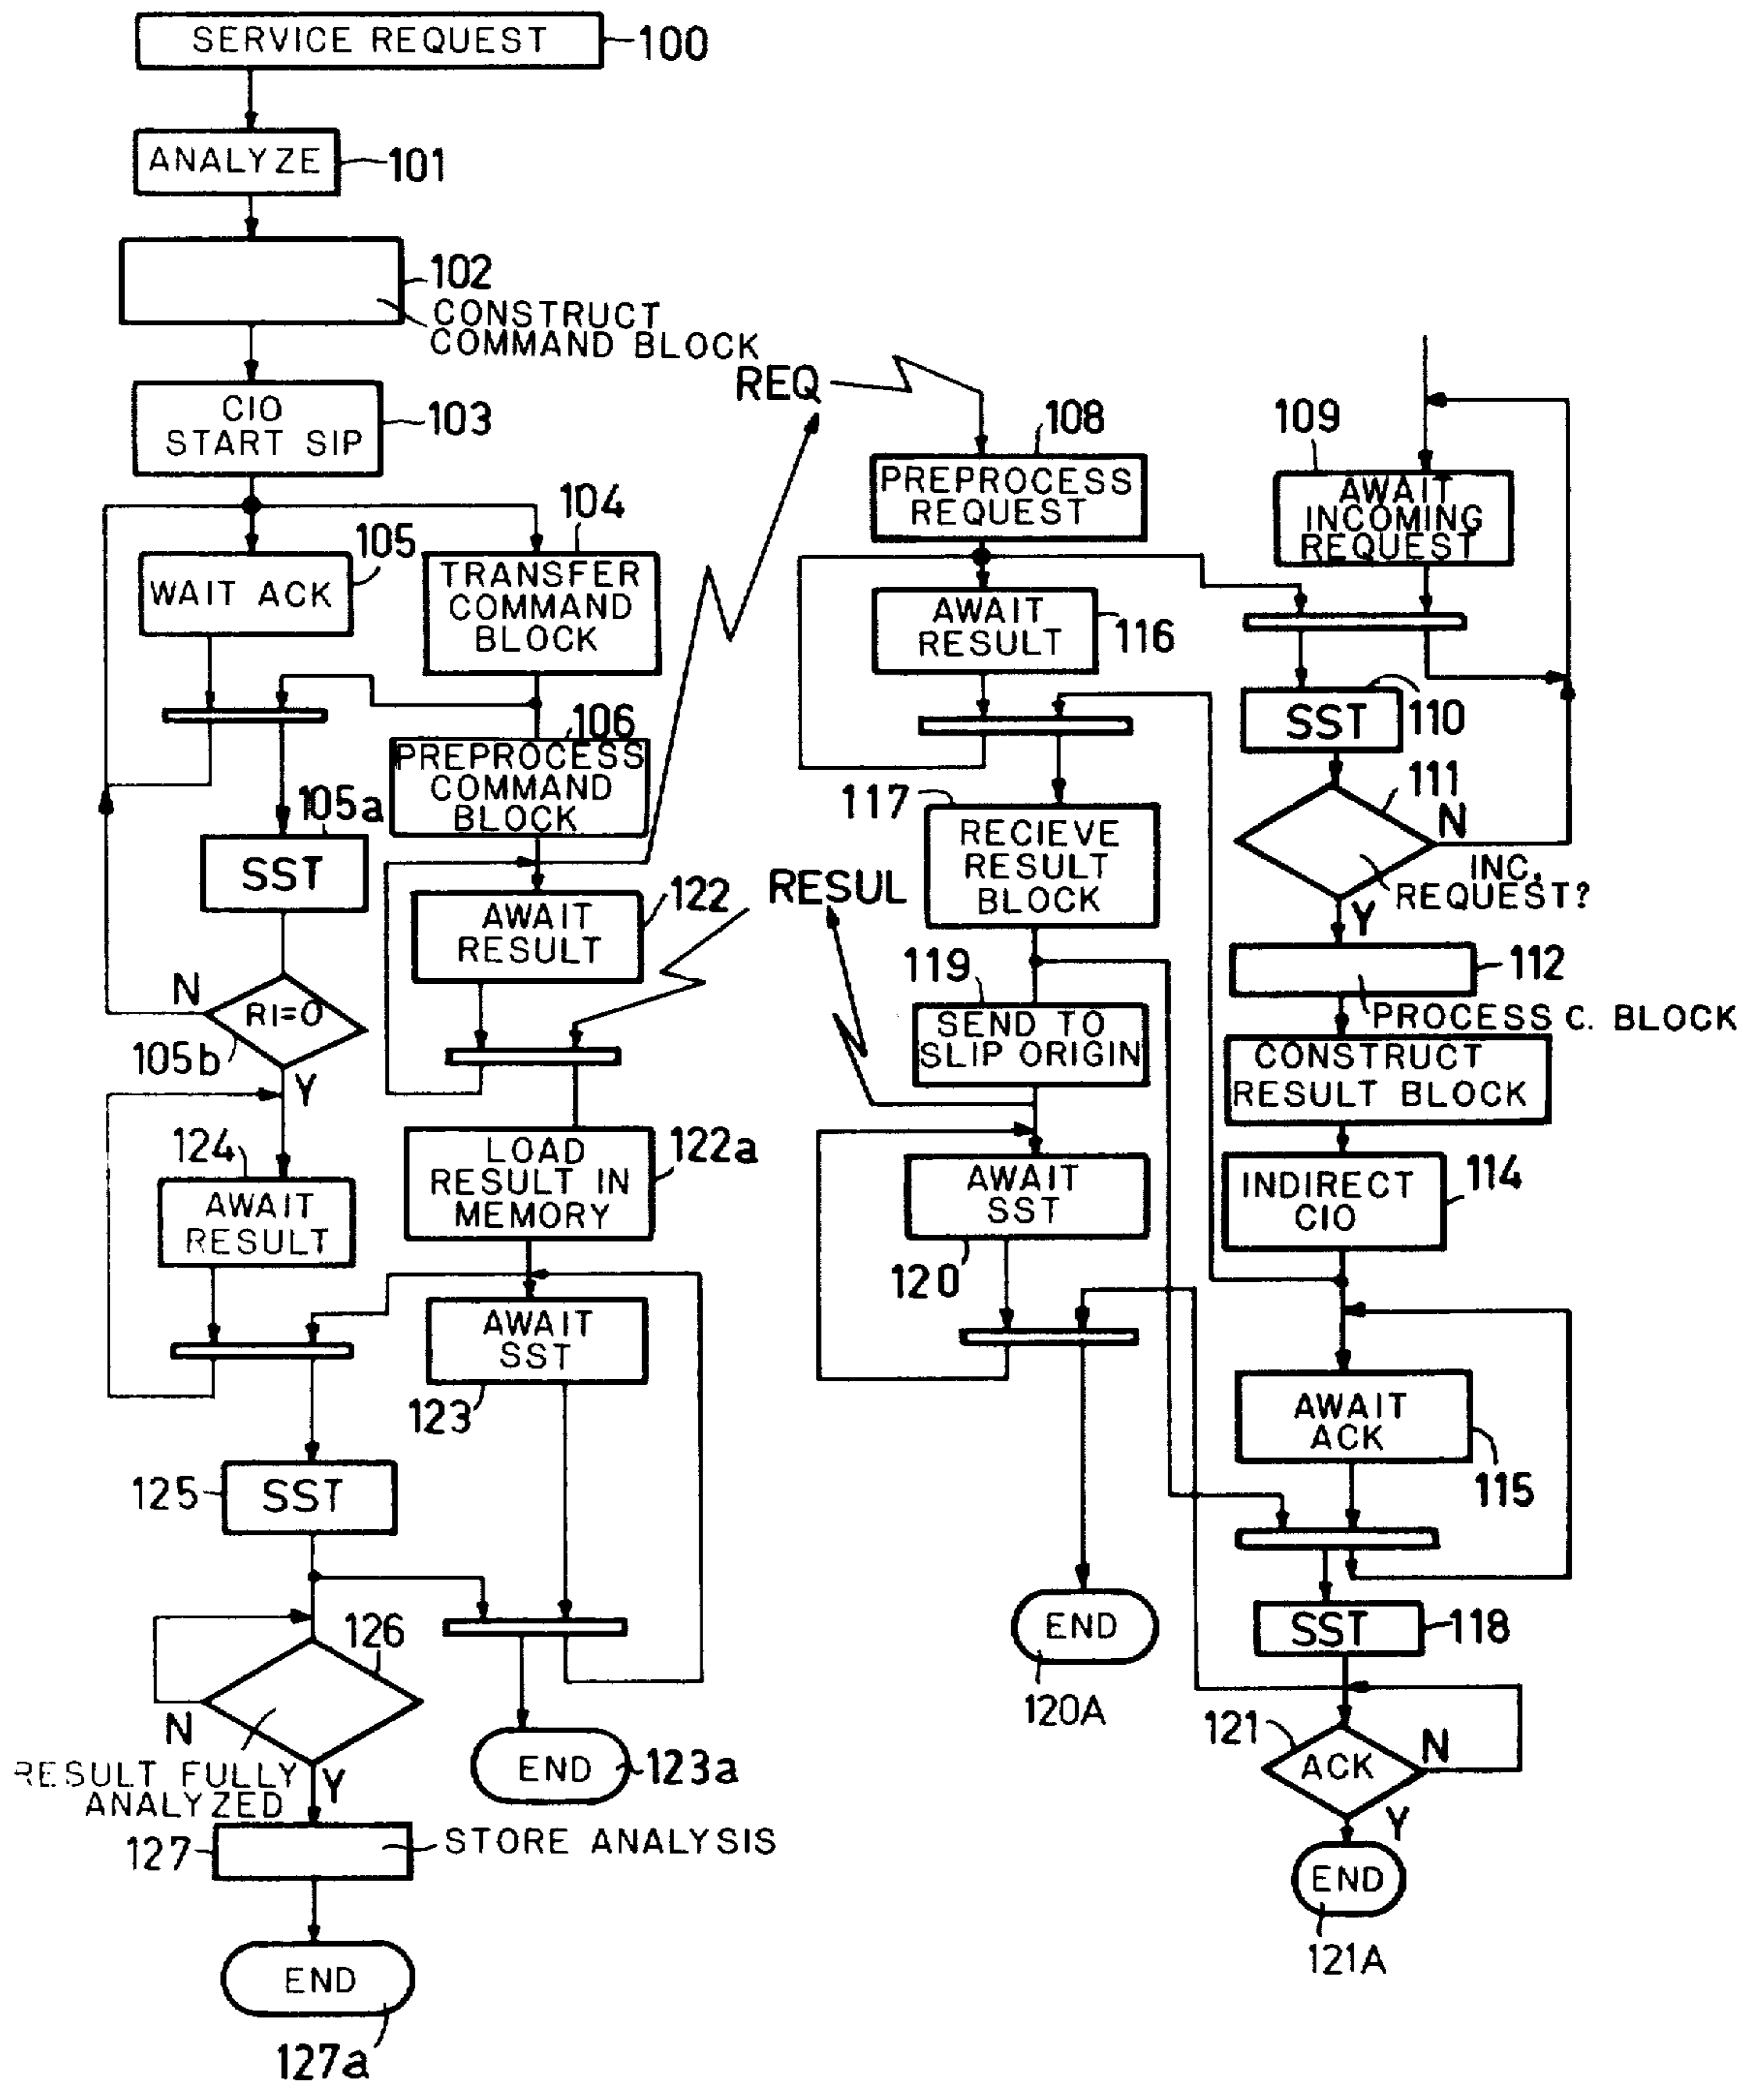 SERVICE REQUEST
100
ANALYZE
101
102
CONSTRUCT
COMMAND BLOCK
CIO
START SIP
103
104
105
WAIT ACK
TRANSFER
COMMAND
BLOCK
106
PREPROCESS
COMMAND
BLOCK
105a
SST
122
AWAIT
RESULT
N
R1=0
105b
Y
124
AWAIT
RESULT
LOAD
RESULT IN
MEMORY
122a
AWAIT
SST
123
125
SST
126
N
RESULT FULLY
ANALYZED
Y
END
123a
127
STORE ANALYSIS
END
127a
REQ
108
PREPROCESS
REQUEST
AWAIT
RESULT
116
117
RECIEVE
RESULT
BLOCK
RESUL
119
SEND TO
SLIP ORIGIN
AWAIT
SST
120
END
120A
109
AWAIT
INCOMING
REQUEST
SST
110
111
N
INC.
REQUEST?
Y
112
PROCESS C. BLOCK
CONSTRUCT
RESULT BLOCK
INDIRECT
CIO
114
AWAIT
ACK
115
SST
118
121
ACK
N
Y
END
121A